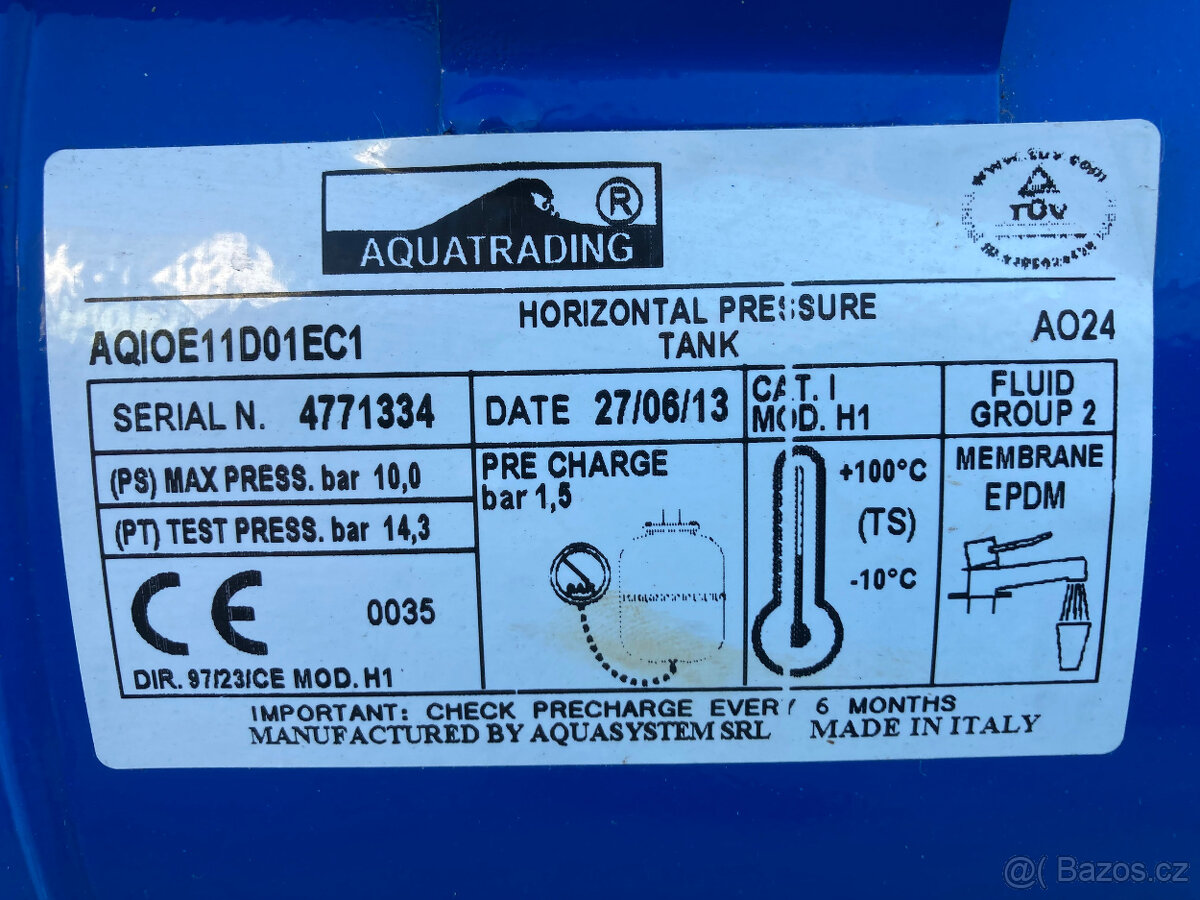 AQUATRADING ®
www.tuv.com
TÜV
HORIZONTAL PRESSURE
TANK
AQIOE11D01EC1
AO24
SERIAL N. 4771334
DATE 27/06/13
CAT. I
MOD. H1
FLUID
GROUP 2
(PS) MAX PRESS. bar 10,0
(PT) TEST PRESS. bar 14,3
PRE CHARGE
bar 1,5
+100°C
(TS)
-10°C
MEMBRANE
EPDM
CE 0035
DIR. 97/23/CE MOD. H1
IMPORTANT: CHECK PRECHARGE EVERY 6 MONTHS
MANUFACTURED BY AQUASYSTEM SRL MADE IN ITALY
@( Bazos.cz